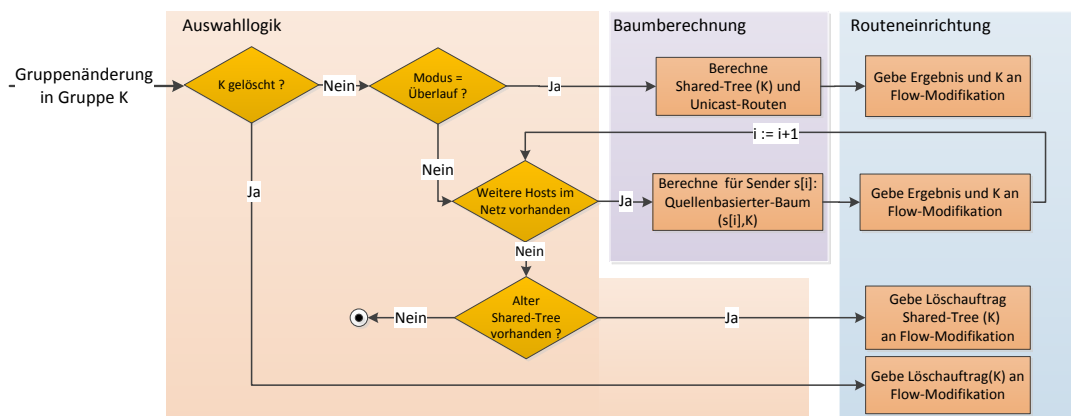 Auswahllogik
Baumberechnung
Routeneinrichtung
Gruppenänderung
in Gruppe K
K gelöscht ?
Nein
Modus =
Überlauf ?
Ja
Berechne
Shared-Tree (K) und
Unicast-Routen
Gebe Ergebnis und K an
Flow-Modifikation
i := i+1
Nein
Ja
Weitere Hosts im
Netz vorhanden
Ja
Berechne für Sender s[i]:
Quellenbasierter-Baum
(s[i],K)
Gebe Ergebnis und K an
Flow-Modifikation
Nein
Alter
Shared-Tree
vorhanden ?
Nein
Ja
Gebe Löschauftrag
Shared-Tree (K)
an Flow-Modifikation
Gebe Löschauftrag(K) an
Flow-Modifikation